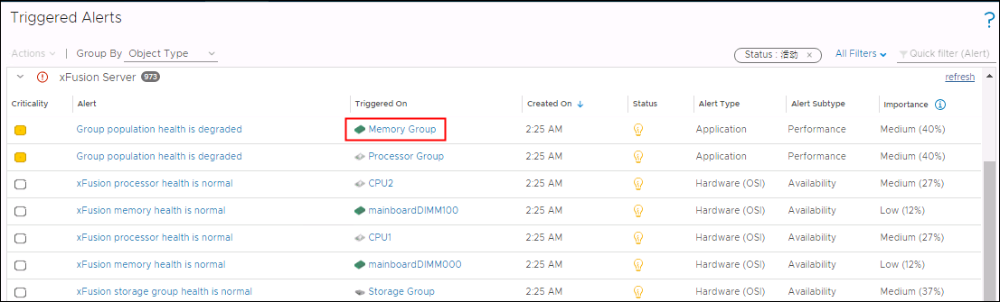 Triggered Alerts
?
Actions | Group By Object Type Status : 活动 × All Filters Quick filter (Alert)
xFusion Server 973 refresh
Criticality Alert Triggered On Created On ↓ Status Alert Type Alert Subtype Importance i
Group population health is degraded Memory Group 2:25 AM Application Performance Medium (40%)
Group population health is degraded Processor Group 2:25 AM Application Performance Medium (40%)
xFusion processor health is normal CPU2 2:25 AM Hardware (OSI) Availability Medium (27%)
xFusion memory health is normal mainboardDIMM100 2:25 AM Hardware (OSI) Availability Low (12%)
xFusion processor health is normal CPU1 2:25 AM Hardware (OSI) Availability Medium (27%)
xFusion memory health is normal mainboardDIMM000 2:25 AM Hardware (OSI) Availability Low (12%)
xFusion storage group health is normal Storage Group 2:25 AM Hardware (OSI) Availability Medium (37%)